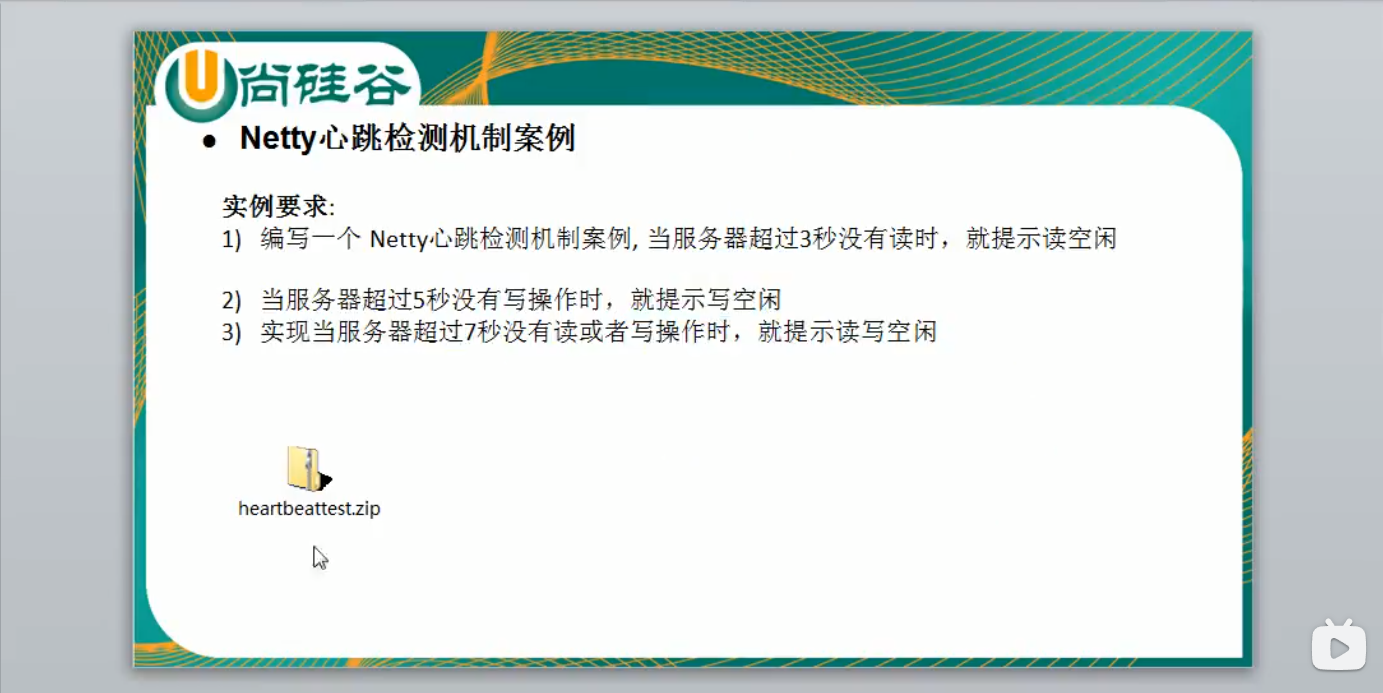 尚硅谷
● Netty心跳检测机制案例
实例要求:
1) 编写一个 Netty心跳检测机制案例, 当服务器超过3秒没有读时，就提示读空闲
2) 当服务器超过5秒没有写操作时，就提示写空闲
3) 实现当服务器超过7秒没有读或者写操作时，就提示读写空闲
heartbeattest.zip